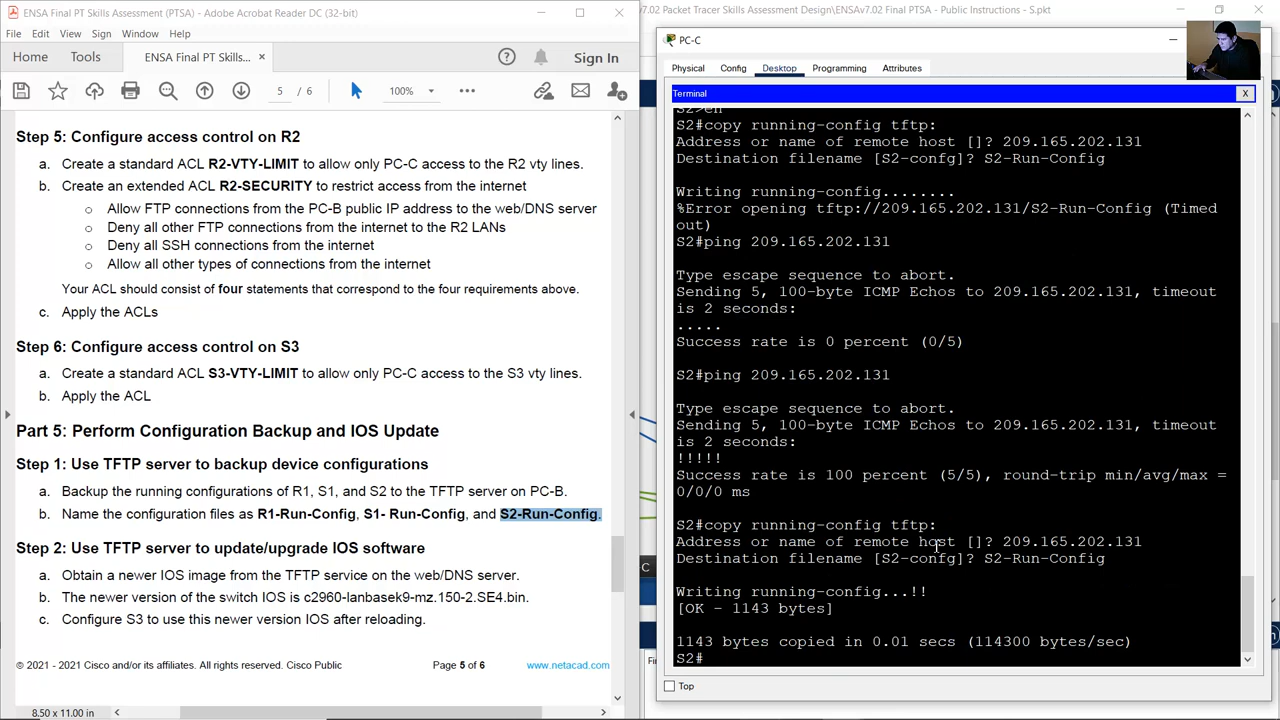 ENSA Final PT Skills Assessment (PTSA) - Adobe Acrobat Reader DC (32-bit)
File Edit View Sign Window Help
Home Tools ENSA Final PT Skills... × Sign In
5 / 6 100%
Step 5: Configure access control on R2
a. Create a standard ACL R2-VTY-LIMIT to allow only PC-C access to the R2 vty lines.
b. Create an extended ACL R2-SECURITY to restrict access from the internet
o Allow FTP connections from the PC-B public IP address to the web/DNS server
o Deny all other FTP connections from the internet to the R2 LANs
o Deny all SSH connections from the internet
o Allow all other types of connections from the internet
Your ACL should consist of four statements that correspond to the four requirements above.
c. Apply the ACLs
Step 6: Configure access control on S3
a. Create a standard ACL S3-VTY-LIMIT to allow only PC-C access to the S3 vty lines.
b. Apply the ACL
Part 5: Perform Configuration Backup and IOS Update
Step 1: Use TFTP server to backup device configurations
a. Backup the running configurations of R1, S1, and S2 to the TFTP server on PC-B.
b. Name the configuration files as R1-Run-Config, S1- Run-Config, and S2-Run-Config.
Step 2: Use TFTP server to update/upgrade IOS software
a. Obtain a newer IOS image from the TFTP service on the web/DNS server.
b. The newer version of the switch IOS is c2960-lanbasek9-mz.150-2.SE4.bin.
c. Configure S3 to use this newer version IOS after reloading.
© 2021 - 2021 Cisco and/or its affiliates. All rights reserved. Cisco Public Page 5 of 6 www.netacad.com
8.50 x 11.00 in
v7.02 Packet Tracer Skills Assessment Design\ENSAv7.02 Final PTSA - Public Instructions - S.pkt
PC-C
Physical Config Desktop Programming Attributes
Terminal X
S2>en
S2#copy running-config tftp:
Address or name of remote host []? 209.165.202.131
Destination filename [S2-confg]? S2-Run-Config
Writing running-config........
%Error opening tftp://209.165.202.131/S2-Run-Config (Timed
out)
S2#ping 209.165.202.131
Type escape sequence to abort.
Sending 5, 100-byte ICMP Echos to 209.165.202.131, timeout
is 2 seconds:
.....
Success rate is 0 percent (0/5)
S2#ping 209.165.202.131
Type escape sequence to abort.
Sending 5, 100-byte ICMP Echos to 209.165.202.131, timeout
is 2 seconds:
!!!!!
Success rate is 100 percent (5/5), round-trip min/avg/max =
0/0/0 ms
S2#copy running-config tftp:
Address or name of remote host []? 209.165.202.131
Destination filename [S2-confg]? S2-Run-Config
Writing running-config...!!
[OK - 1143 bytes]
1143 bytes copied in 0.01 secs (114300 bytes/sec)
S2#
Top